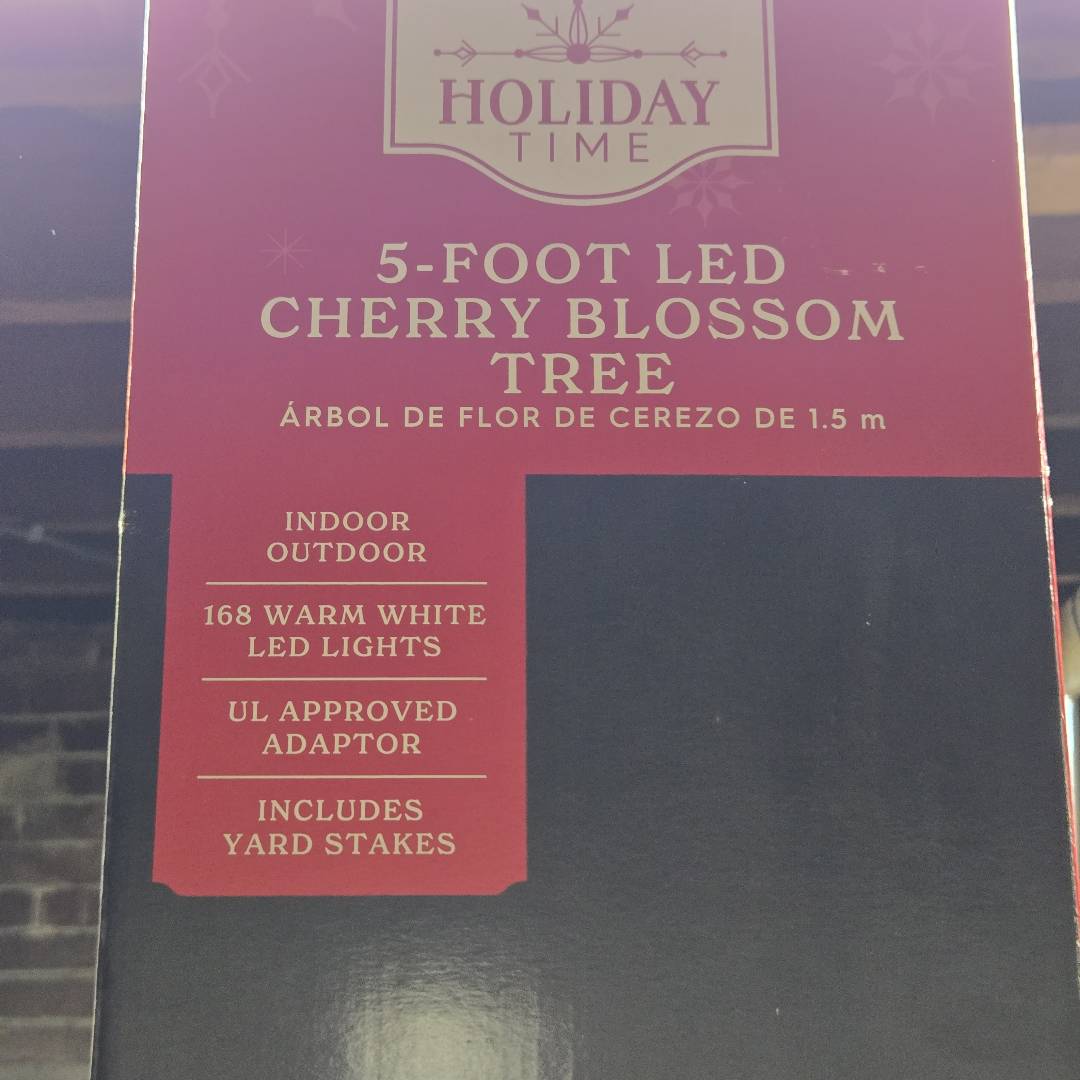 HOLIDAY
TIME
5-FOOT LED
CHERRY BLOSSOM
TREE
ÁRBOL DE FLOR DE CEREZO DE 1.5 m
INDOOR
OUTDOOR
168 WARM WHITE
LED LIGHTS
UL APPROVED
ADAPTOR
INCLUDES
YARD STAKES